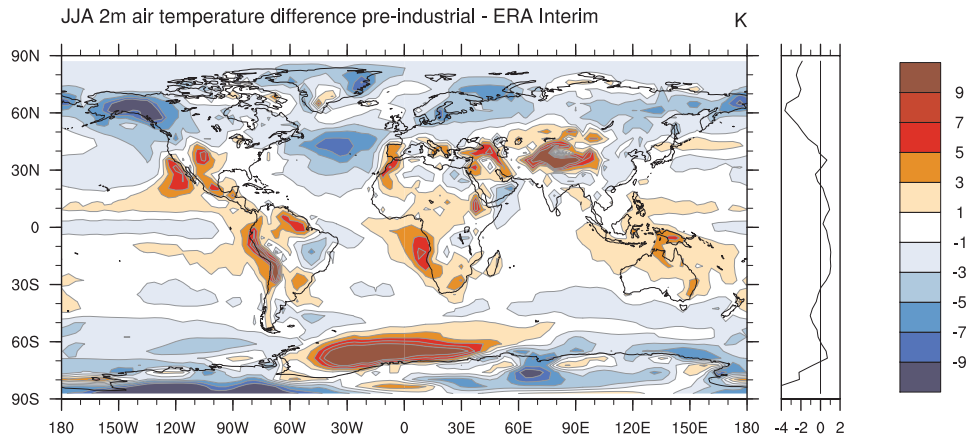 JJA 2m air temperature difference pre-industrial - ERA Interim K
90N
60N
30N
0
30S
60S
90S
180 150W 120W 90W 60W 30W 0 30E 60E 90E 120E 150E 180
-4 -2 0 2
9
7
5
3
1
-1
-3
-5
-7
-9